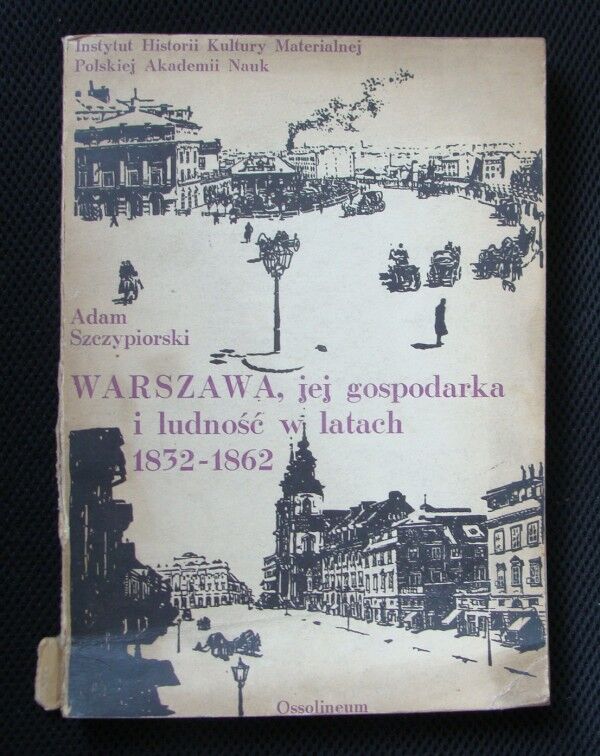 Instytut Historii Kultury Materialnej
Polskiej Akademii Nauk
Adam
Szczypiorski
WARSZAWA, jej gospodarka
i ludność w latach
1832-1862
Ossolineum